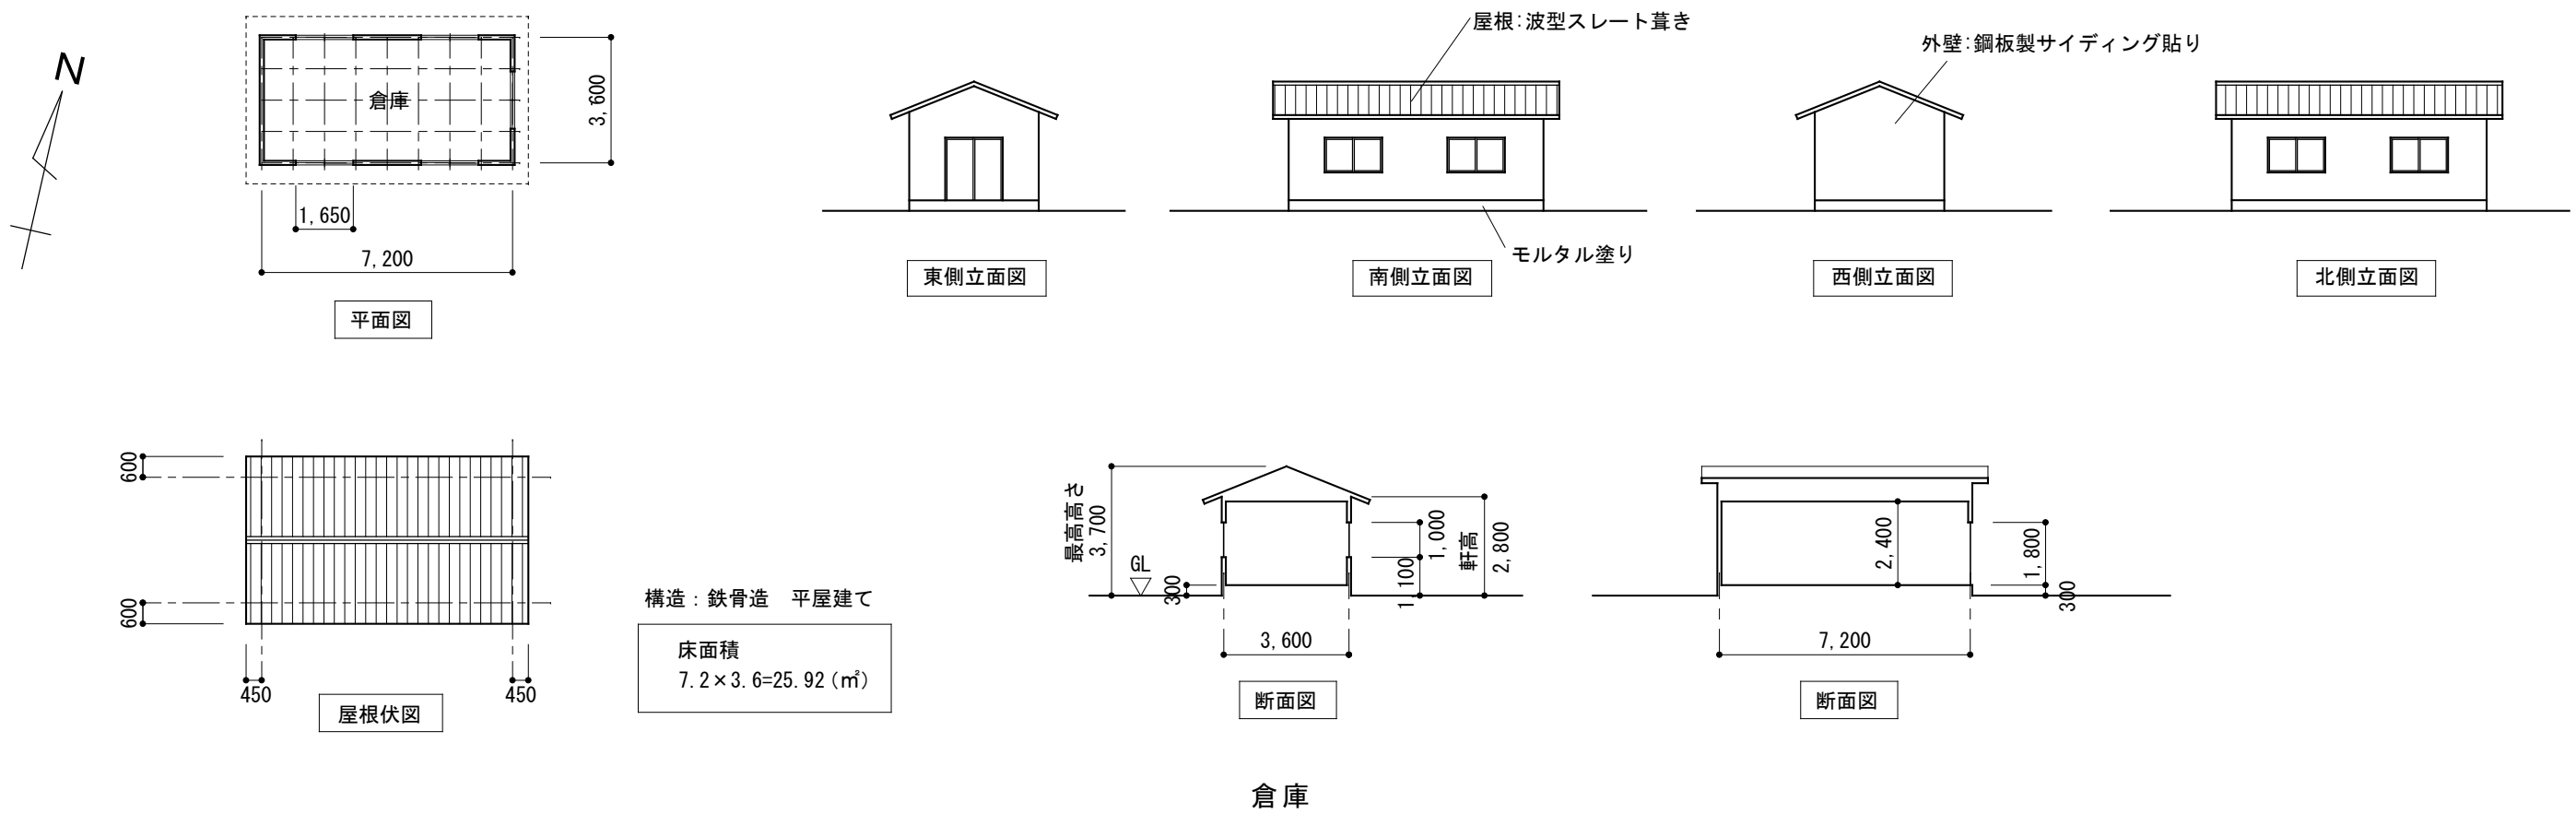 N
倉庫
3,600
1,650
7,200
平面図
屋根:波型スレート葺き
外壁:鋼板製サイディング貼り
モルタル塗り
東側立面図
南側立面図
西側立面図
北側立面図
600
600
450
450
屋根伏図
構造:鉄骨造 平屋建て
床面積
7.2×3.6=25.92(㎡)
最高高さ
3,700
GL
300
1,000
1,100
軒高
2,800
3,600
断面図
2,400
1,800
300
7,200
断面図
倉庫